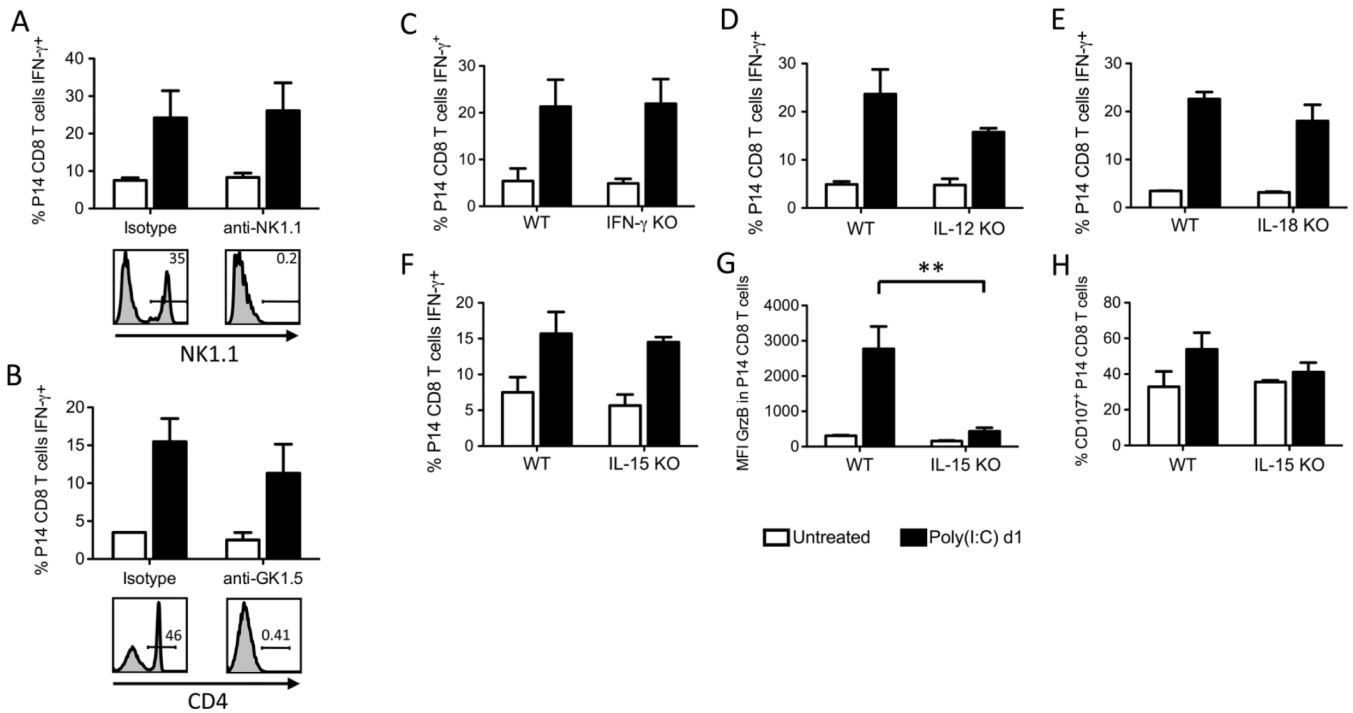 A
% P14 CD8 T cells IFN-γ+
40
30
20
10
0
Isotype
anti-NK1.1
35
0.2
NK1.1
B
% P14 CD8 T cells IFN-γ+
20
15
10
5
0
Isotype
anti-GK1.5
46
0.41
CD4
C
% P14 CD8 T cells IFN-γ+
30
20
10
0
WT
IFN-γ KO
D
% P14 CD8 T cells IFN-γ+
30
20
10
0
WT
IL-12 KO
E
% P14 CD8 T cells IFN-γ+
30
20
10
0
WT
IL-18 KO
F
% P14 CD8 T cells IFN-γ+
20
15
10
5
0
WT
IL-15 KO
G
MFI GrzB in P14 CD8 T cells
4000
3000
2000
1000
0
**
WT
IL-15 KO
H
% CD107+ P14 CD8 T cells
80
60
40
20
0
WT
IL-15 KO
Untreated
Poly(I:C) d1